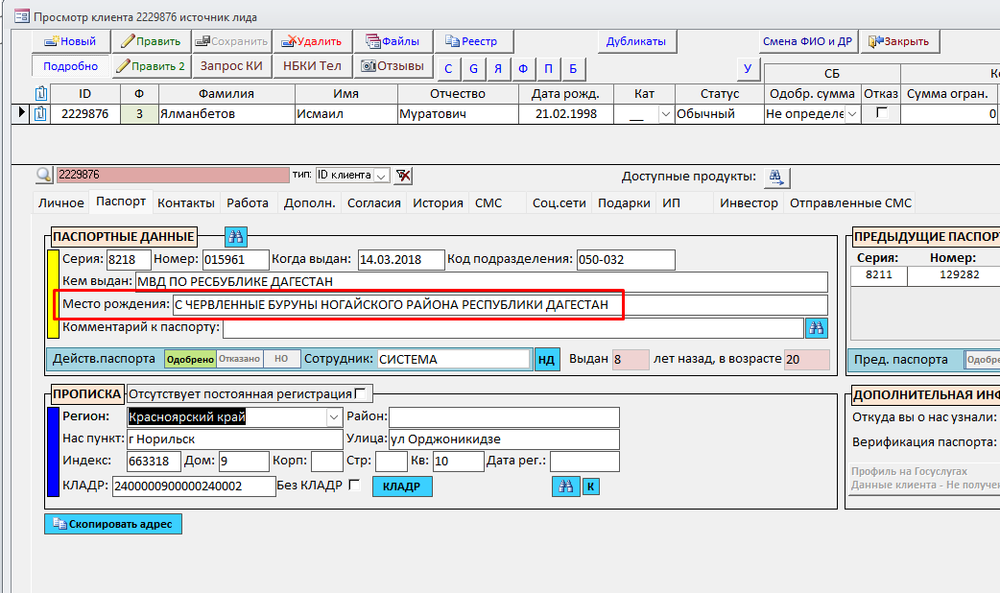 Просмотр клиента 2229876 источник лида
Новый Править Сохранить Удалить Файлы Реестр Дубликаты Смена ФИО и ДР Закрыть
Подробно Править 2 Запрос КИ НБКИ Тел Отзывы С G Я Ф П Б У СБ
ID Ф Фамилия Имя Отчество Дата рожд. Кат Статус Одобр. сумма Отказ Сумма огран.
2229876 3 Ялманбетов Исмаил Муратович 21.02.1998 __ Обычный Не определе 0
2229876 тип: ID клиента Доступные продукты:
Личное Паспорт Контакты Работа Дополн. Согласия История СМС Соц.сети Подарки ИП Инвестор Отправленные СМС
ПАСПОРТНЫЕ ДАННЫЕ
Серия: 8218 Номер: 015961 Когда выдан: 14.03.2018 Код подразделения: 050-032
Кем выдан: МВД ПО РЕСБУБЛИКЕ ДАГЕСТАН
Место рождения: С ЧЕРВЛЕННЫЕ БУРУНЫ НОГАЙСКОГО РАЙОНА РЕСПУБЛИКИ ДАГЕСТАН
Комментарий к паспорту:
Действ.паспорта Одобрено Отказано НО Сотрудник: СИСТЕМА НД Выдан 8 лет назад, в возрасте 20
ПРЕДЫДУЩИЕ ПАСПОР
Серия: Номер:
8211 129282
Пред. паспорта Одобре
ПРОПИСКА Отсутствует постоянная регистрация
Регион: Красноярский край Район:
Нас пункт: г Норильск Улица: ул Орджоникидзе
Индекс: 663318 Дом: 9 Корп: Стр: Кв: 10 Дата рег.:
КЛАДР: 2400000900000240002 Без КЛАДР КЛАДР К
Скопировать адрес
ДОПОЛНИТЕЛЬНАЯ ИНФ
Откуда вы о нас узнали:
Верификация паспорта:
Профиль на Госуслугах
Данные клиента - Не получен